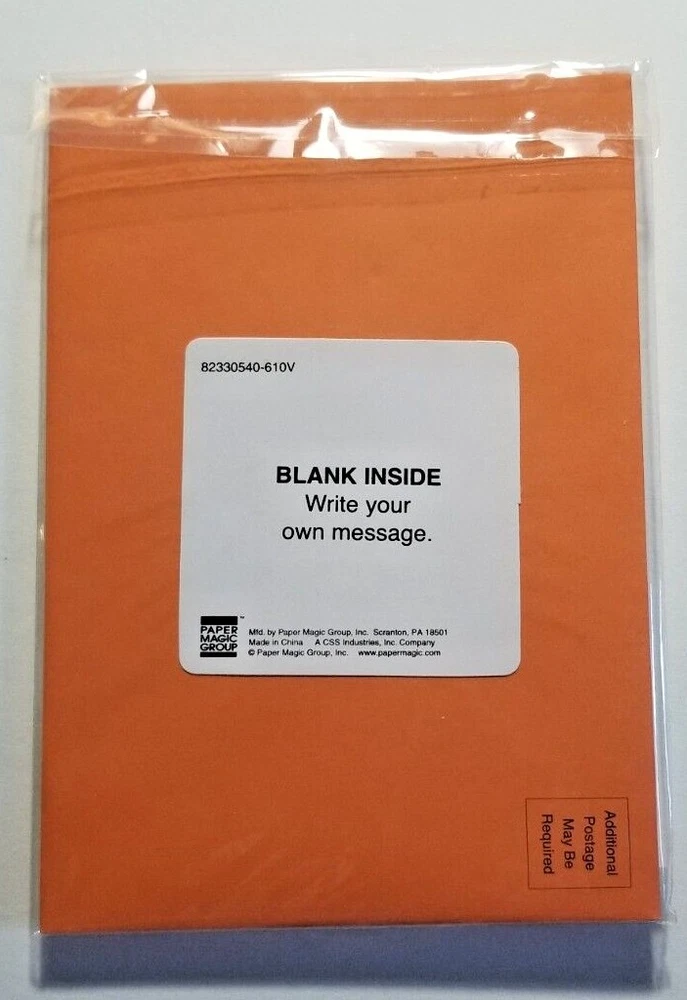 82330540-610V
BLANK INSIDE
Write your
own message.
PAPER
MAGIC
GROUP
™
Mfd. by Paper Magic Group, Inc. Scranton, PA 18501
Made in China A CSS Industries, Inc. Company
© Paper Magic Group, Inc. www.papermagic.com
Additional
Postage
May Be
Required